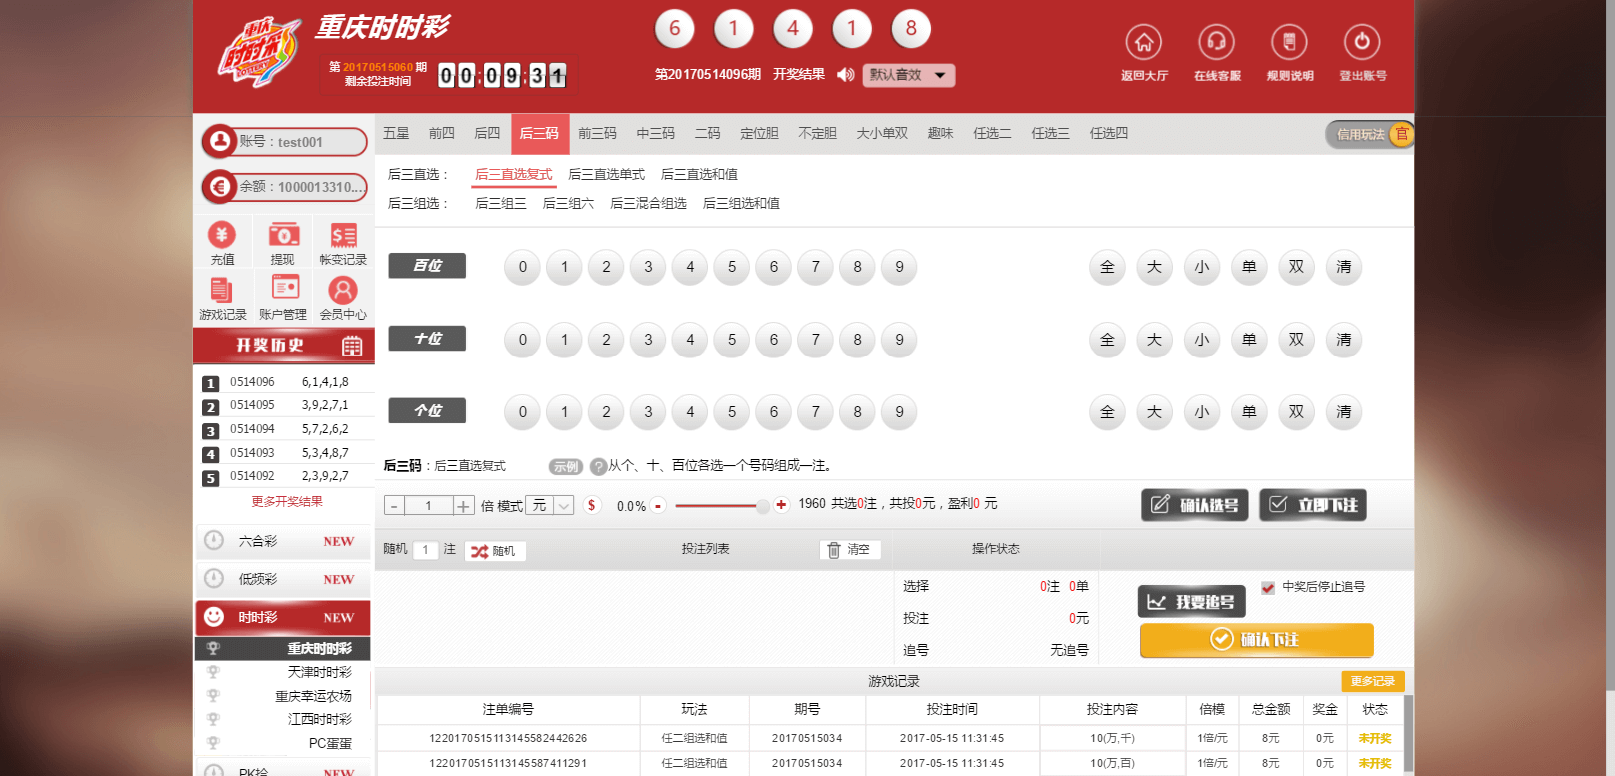 重庆时时彩
重庆
时时彩
LOTTERY
第 20170515060 期
剩余投注时间
00:09:31
6 1 4 1 8
第20170514096期 开奖结果 默认音效
返回大厅 在线客服 规则说明 登出账号
账号：test001
余额：1000013310....
充值 提现 帐变记录
游戏记录 账户管理 会员中心
开奖历史
1 0514096 6,1,4,1,8
2 0514095 3,9,2,7,1
3 0514094 5,7,2,6,2
4 0514093 5,3,4,8,7
5 0514092 2,3,9,2,7
更多开奖结果
六合彩 NEW
低频彩 NEW
时时彩 NEW
重庆时时彩
天津时时彩
重庆幸运农场
江西时时彩
PC蛋蛋
PK拾 NEW
五星 前四 后四 后三码 前三码 中三码 二码 定位胆 不定胆 大小单双 趣味 任选二 任选三 任选四
信用玩法 官
后三直选： 后三直选复式 后三直选单式 后三直选和值
后三组选： 后三组三 后三组六 后三混合组选 后三组选和值
百位 0 1 2 3 4 5 6 7 8 9 全 大 小 单 双 清
十位 0 1 2 3 4 5 6 7 8 9 全 大 小 单 双 清
个位 0 1 2 3 4 5 6 7 8 9 全 大 小 单 双 清
后三码：后三直选复式 示例 ? 从个、十、百位各选一个号码组成一注。
- 1 + 倍 模式 元 $ 0.0% - + 1960 共选0注，共投0元，盈利0 元
确认选号 立即下注
随机 1 注 随机 投注列表 清空 操作状态
选择 0注 0单
投注 0元
追号 无追号
我要追号 中奖后停止追号
确认下注
游戏记录 更多记录
注单编号 玩法 期号 投注时间 投注内容 倍模 总金额 奖金 状态
1220170515113145582442626 任二组选和值 20170515034 2017-05-15 11:31:45 10(万,千) 1倍/元 8元 0元 未开奖
1220170515113145587411291 任二组选和值 20170515034 2017-05-15 11:31:45 10(万,百) 1倍/元 8元 0元 未开奖